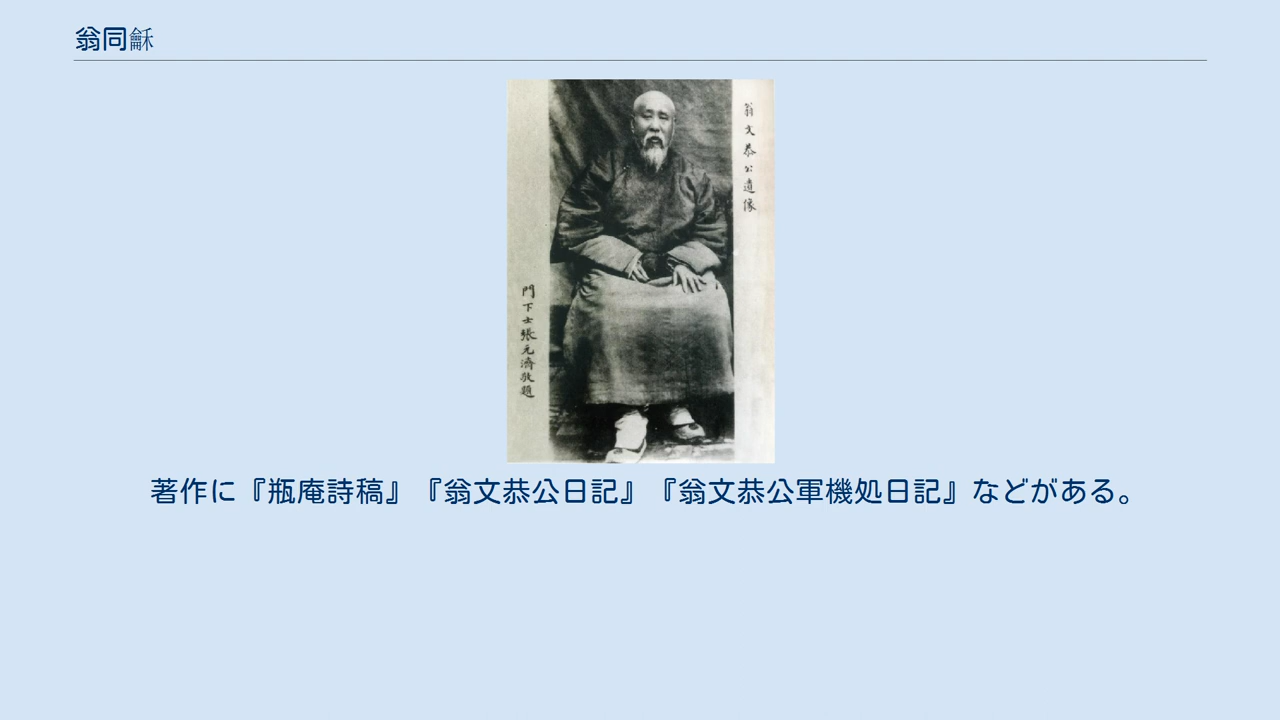 翁同龢
翁文恭公遺像
門下士張元濟敬題
著作に『瓶庵詩稿』『翁文恭公日記』『翁文恭公軍機処日記』などがある。